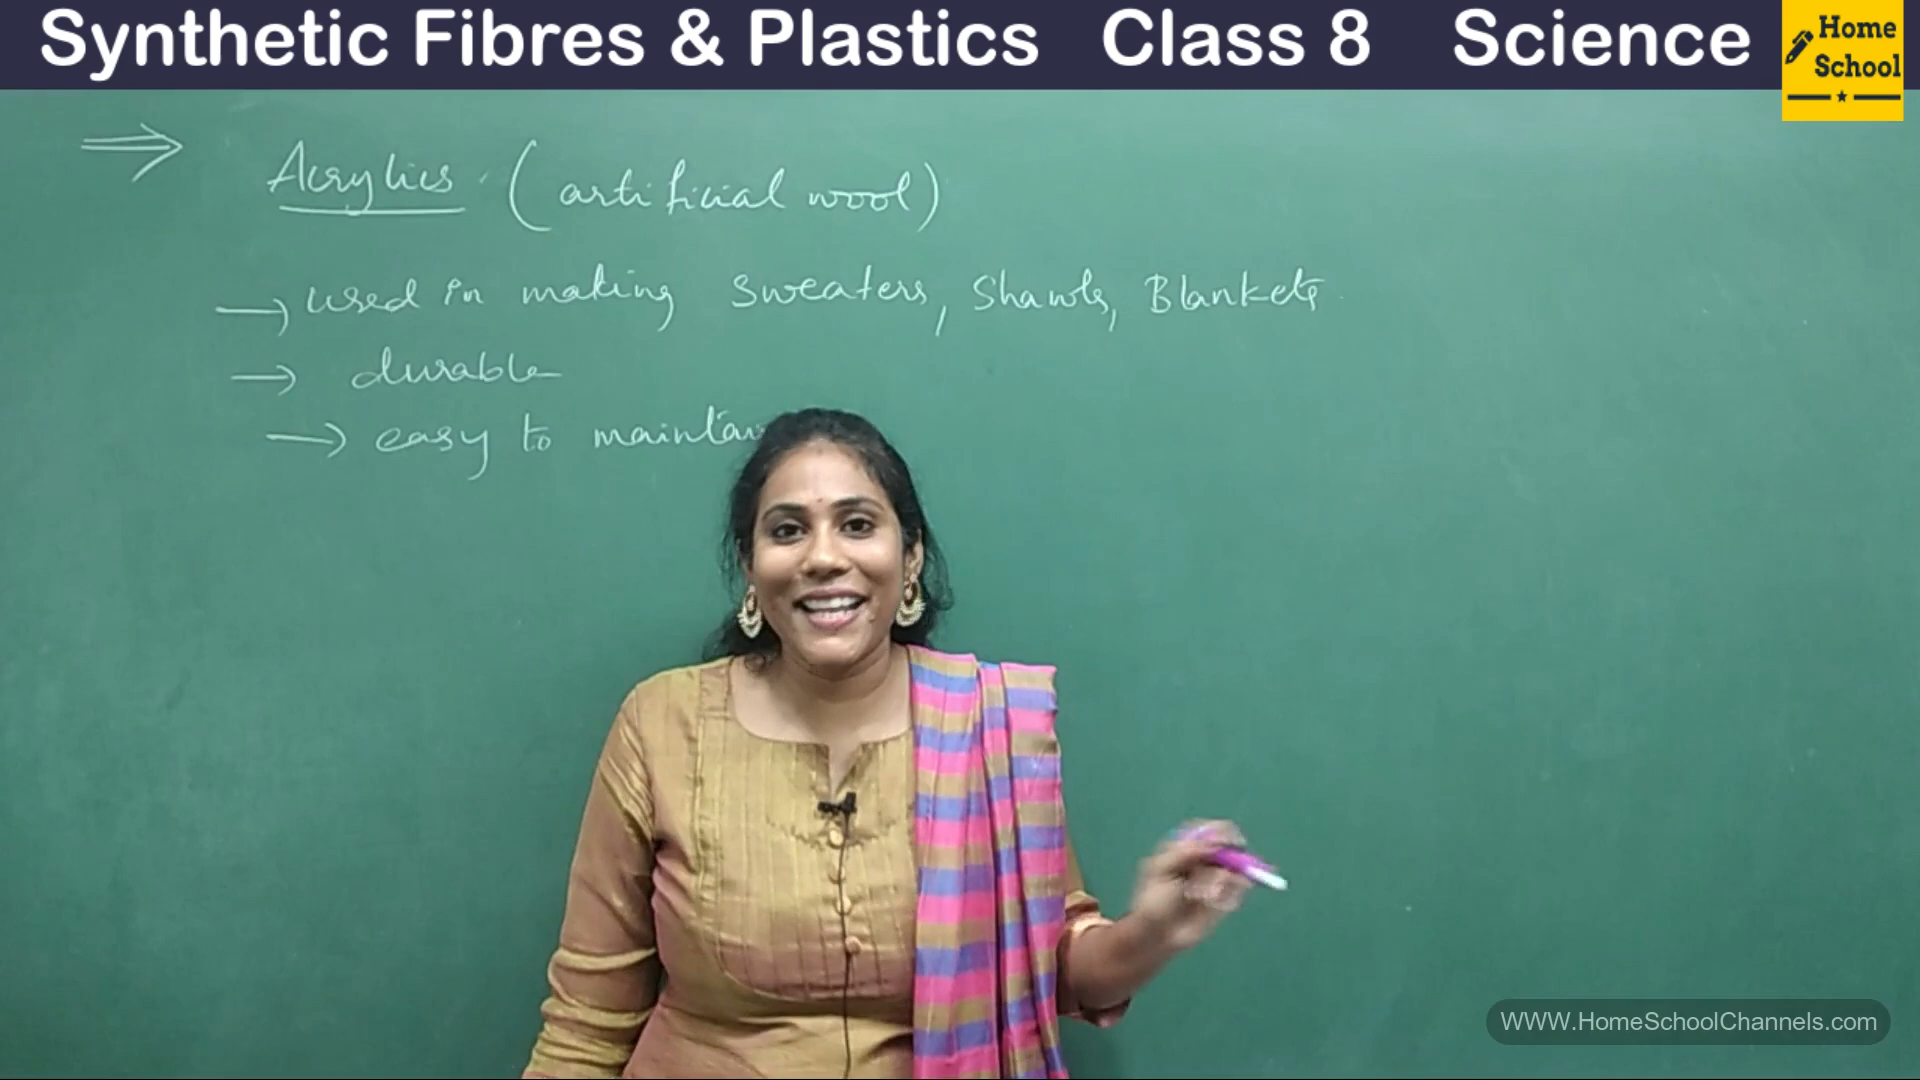 Synthetic Fibres & Plastics Class 8 Science
Home
School
Acrylics (artificial wool)
used in making sweaters, Shawls, Blankets
durable
easy to
WWW.HomeSchoolChannels.com